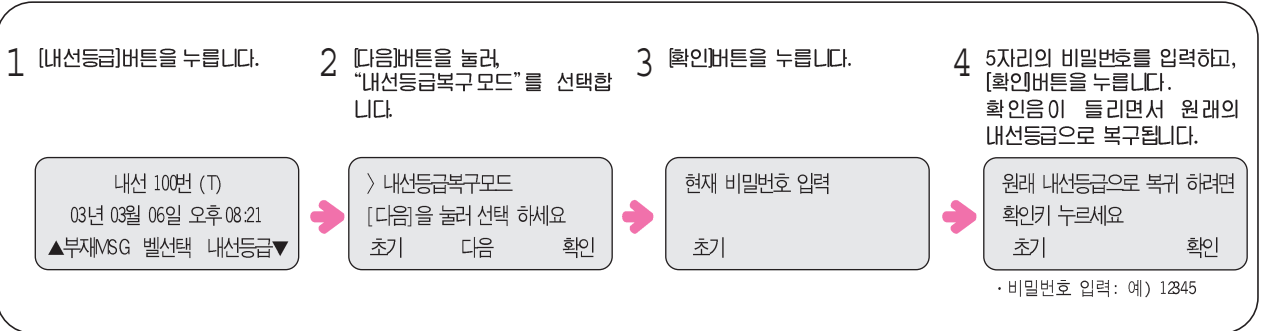 1 [내선등급]버튼을 누릅니다.
2 [다음]버튼을 눌러,
"내선등급복구 모드"를 선택합
니다.
3 [확인]버튼을 누릅니다.
4 5자리의 비밀번호를 입력하고,
[확인]버튼을 누릅니다.
확인음이 들리면서 원래의
내선등급으로 복구됩니다.
내선 100번 (T)
03년 03월 06일 오후 08:21
▲부재MSG 벨선택 내선등급▼
〉내선등급복구모드
[다음]을 눌러 선택 하세요
초기 다음 확인
현재 비밀번호 입력
초기
원래 내선등급으로 복귀 하려면
확인키 누르세요
초기 확인
· 비밀번호 입력: 예) 12345